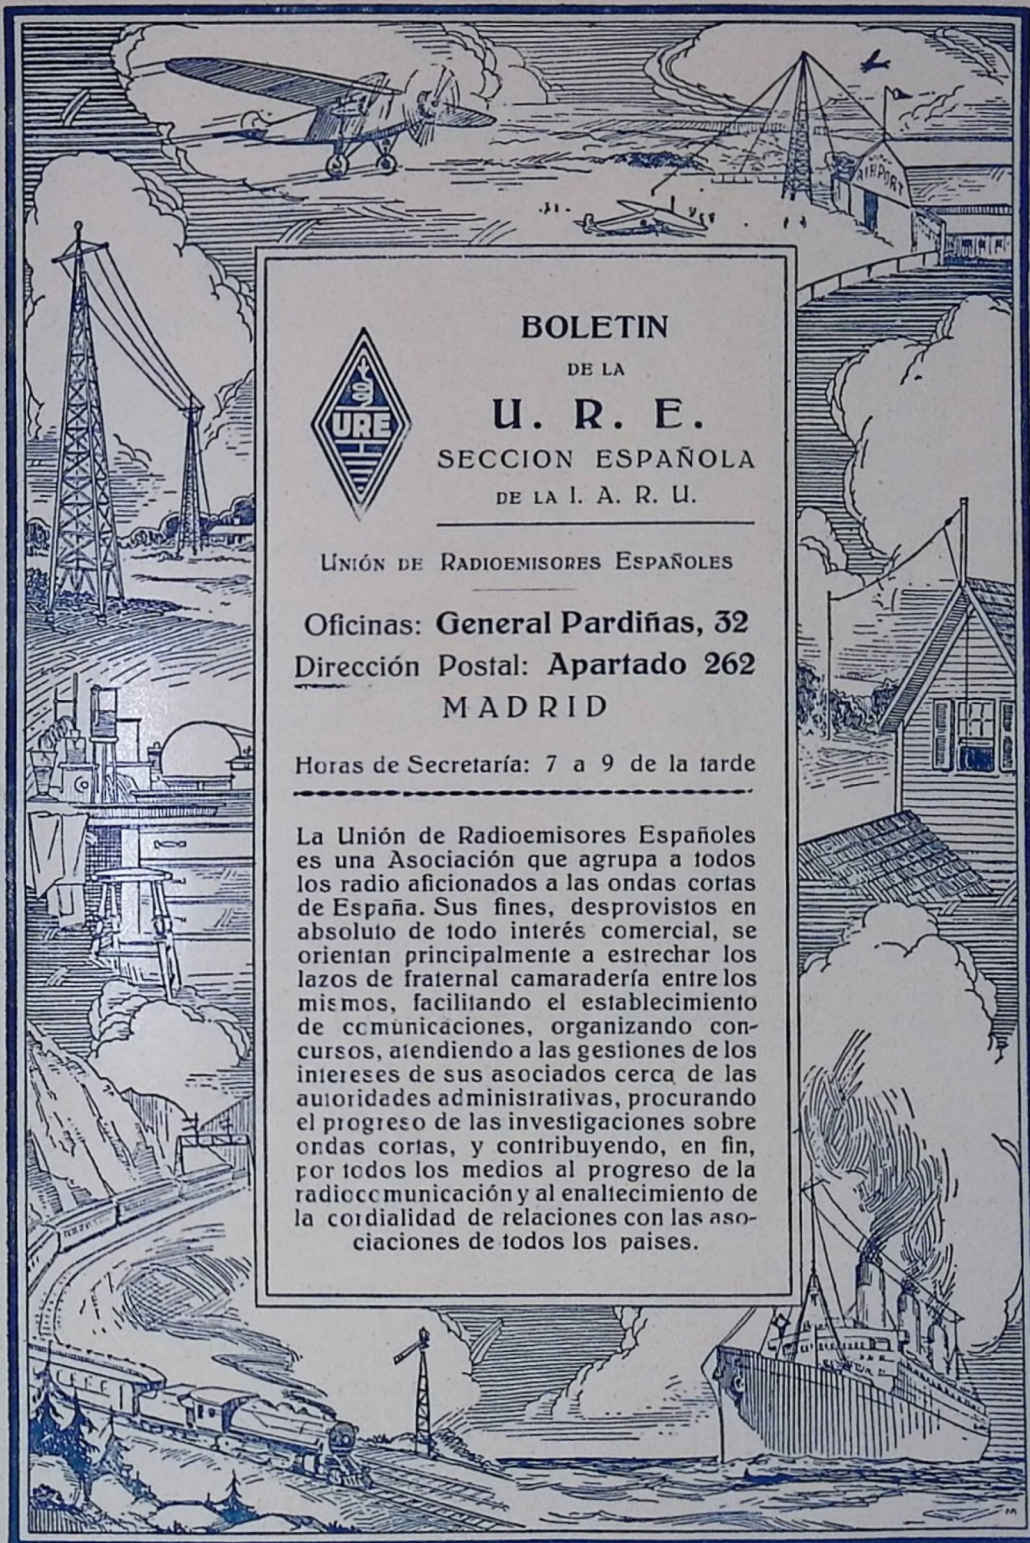 AIRPORT
BOLETIN
DE LA
U. R. E.
SECCION ESPAÑOLA
DE LA I. A. R. U.
URE
UNIÓN DE RADIOEMISORES ESPAÑOLES
Oficinas: General Pardiñas, 32
Dirección Postal: Apartado 262
MADRID
Horas de Secretaría: 7 a 9 de la tarde
La Unión de Radioemisores Españoles
es una Asociación que agrupa a todos
los radio aficionados a las ondas cortas
de España. Sus fines, desprovistos en
absoluto de todo interés comercial, se
orientan principalmente a estrechar los
lazos de fraternal camaradería entre los
mismos, facilitando el establecimiento
de comunicaciones, organizando con-
cursos, atendiendo a las gestiones de los
intereses de sus asociados cerca de las
autoridades administrativas, procurando
el progreso de las investigaciones sobre
ondas cortas, y contribuyendo, en fin,
por todos los medios al progreso de la
radiocomunicación y al enaltecimiento de
la cordialidad de relaciones con las aso-
ciaciones de todos los paises.